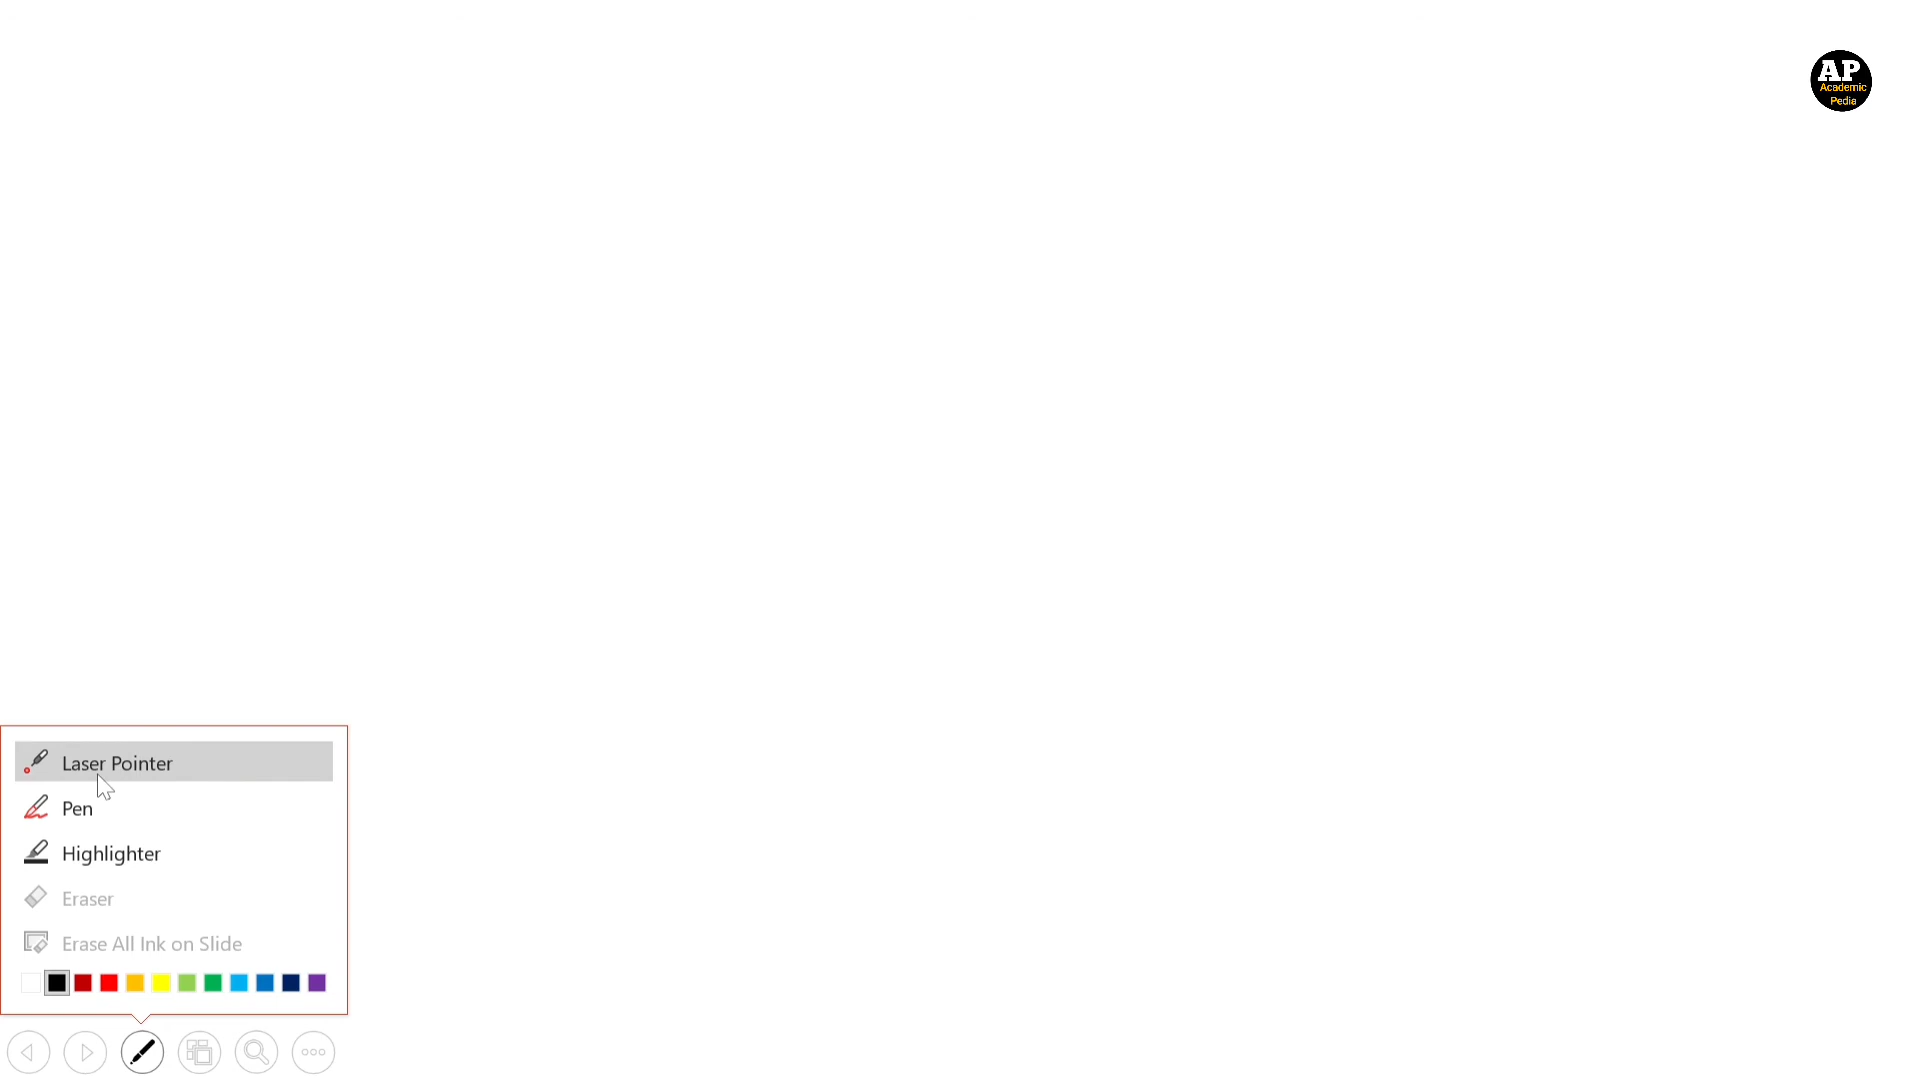 AP
Academic
Pedia
Laser Pointer
Pen
Highlighter
Eraser
Erase All Ink on Slide